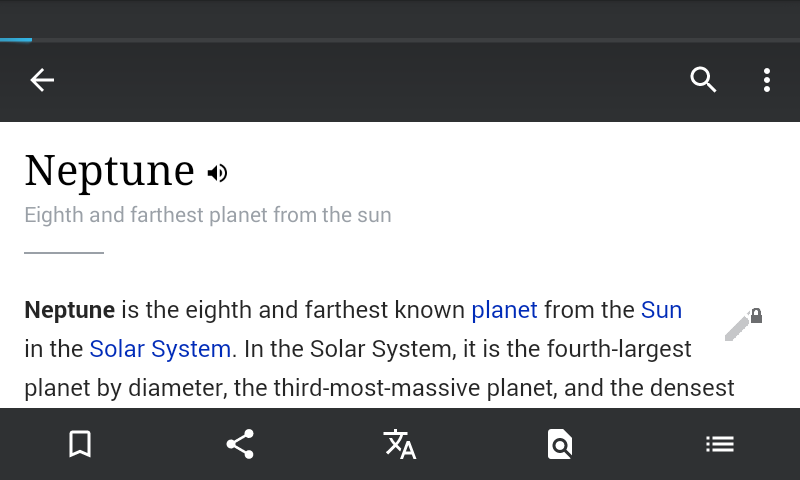 Neptune
Eighth and farthest planet from the sun
Neptune is the eighth and farthest known planet from the Sun
in the Solar System. In the Solar System, it is the fourth-largest
planet by diameter, the third-most-massive planet, and the densest